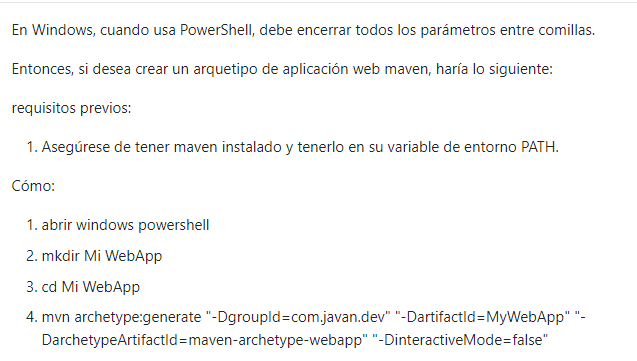 En Windows, cuando usa PowerShell, debe encerrar todos los parámetros entre comillas.
Entonces, si desea crear un arquetipo de aplicación web maven, haría lo siguiente:
requisitos previos:
1. Asegúrese de tener maven instalado y tenerlo en su variable de entorno PATH.
Cómo:
1. abrir windows powershell
2. mkdir Mi WebApp
3. cd Mi WebApp
4. mvn archetype:generate "-DgroupId=com.javan.dev" "-DartifactId=MyWebApp" "-
DarchetypeArtifactId=maven-archetype-webapp" "-DinteractiveMode=false"